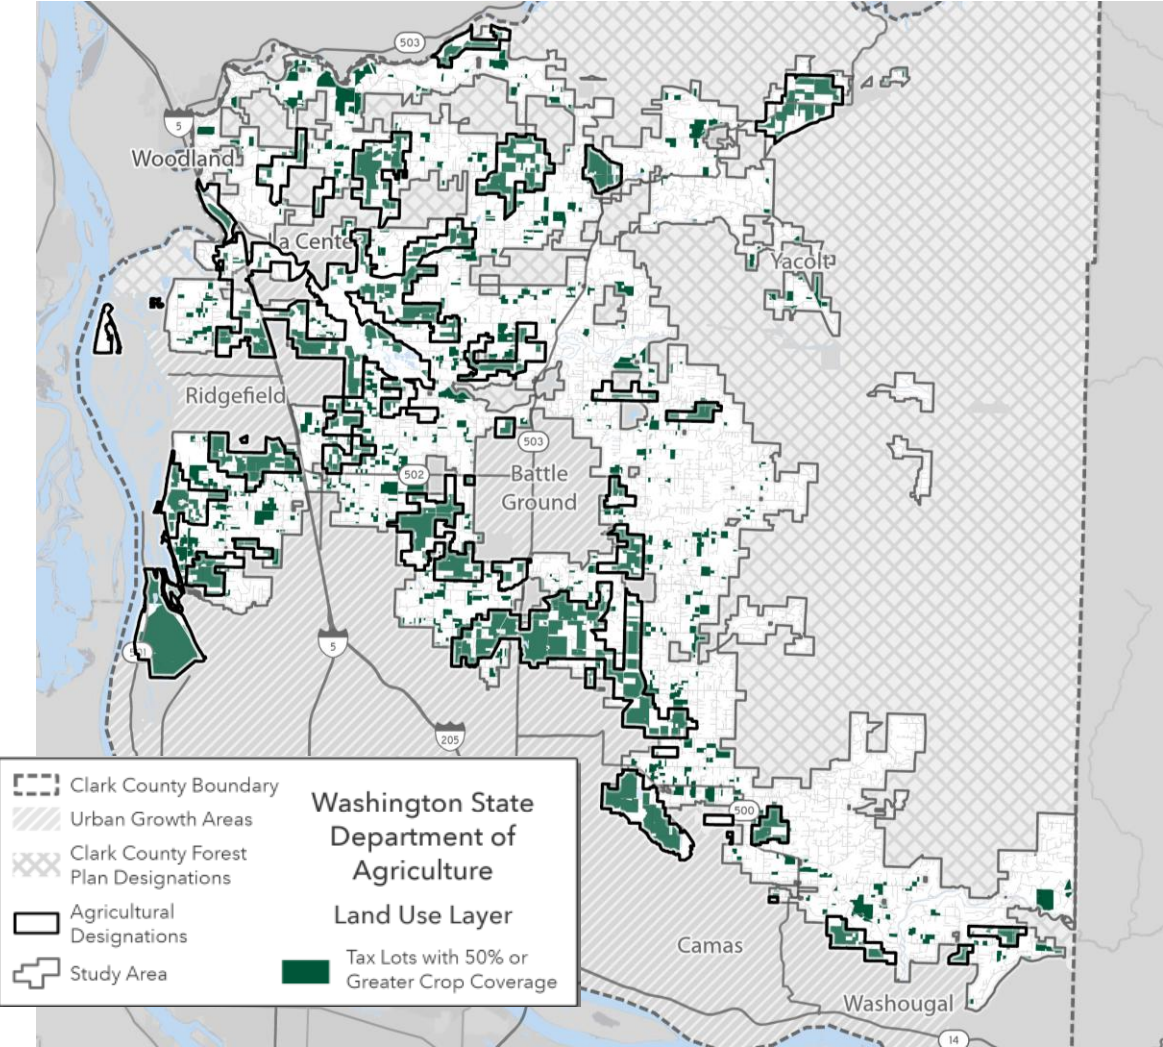 503
5
Woodland
a Cente
Yacolt
Ridgefield
503
502
Battle
Ground
5
205
500
Camas
Washougal
14
Clark County Boundary
Urban Growth Areas
Clark County Forest
Plan Designations
Agricultural
Designations
Study Area
Washington State
Department of
Agriculture
Land Use Layer
Tax Lots with 50% or
Greater Crop Coverage